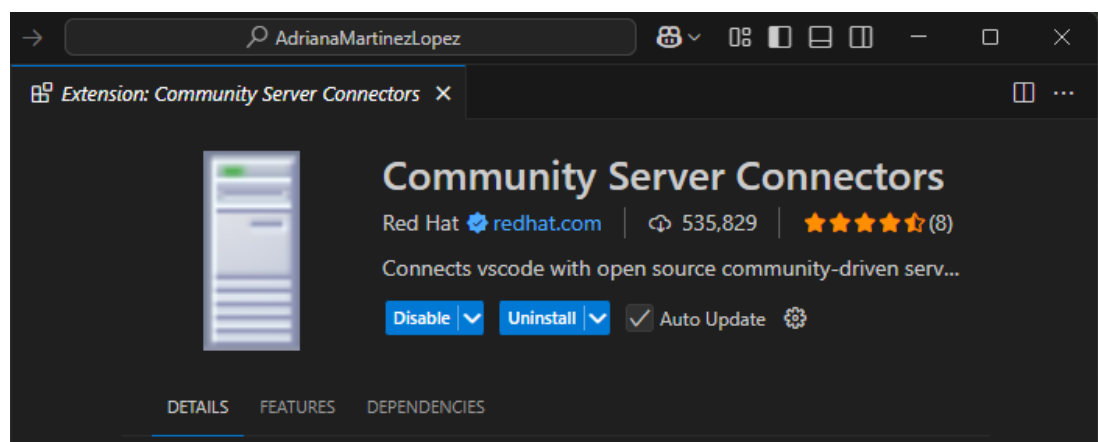 AdrianaMartinezLopez
Extension: Community Server Connectors
Community Server Connectors
Red Hat redhat.com 535,829 (8)
Connects vscode with open source community-driven serv...
Disable Uninstall Auto Update
DETAILS FEATURES DEPENDENCIES